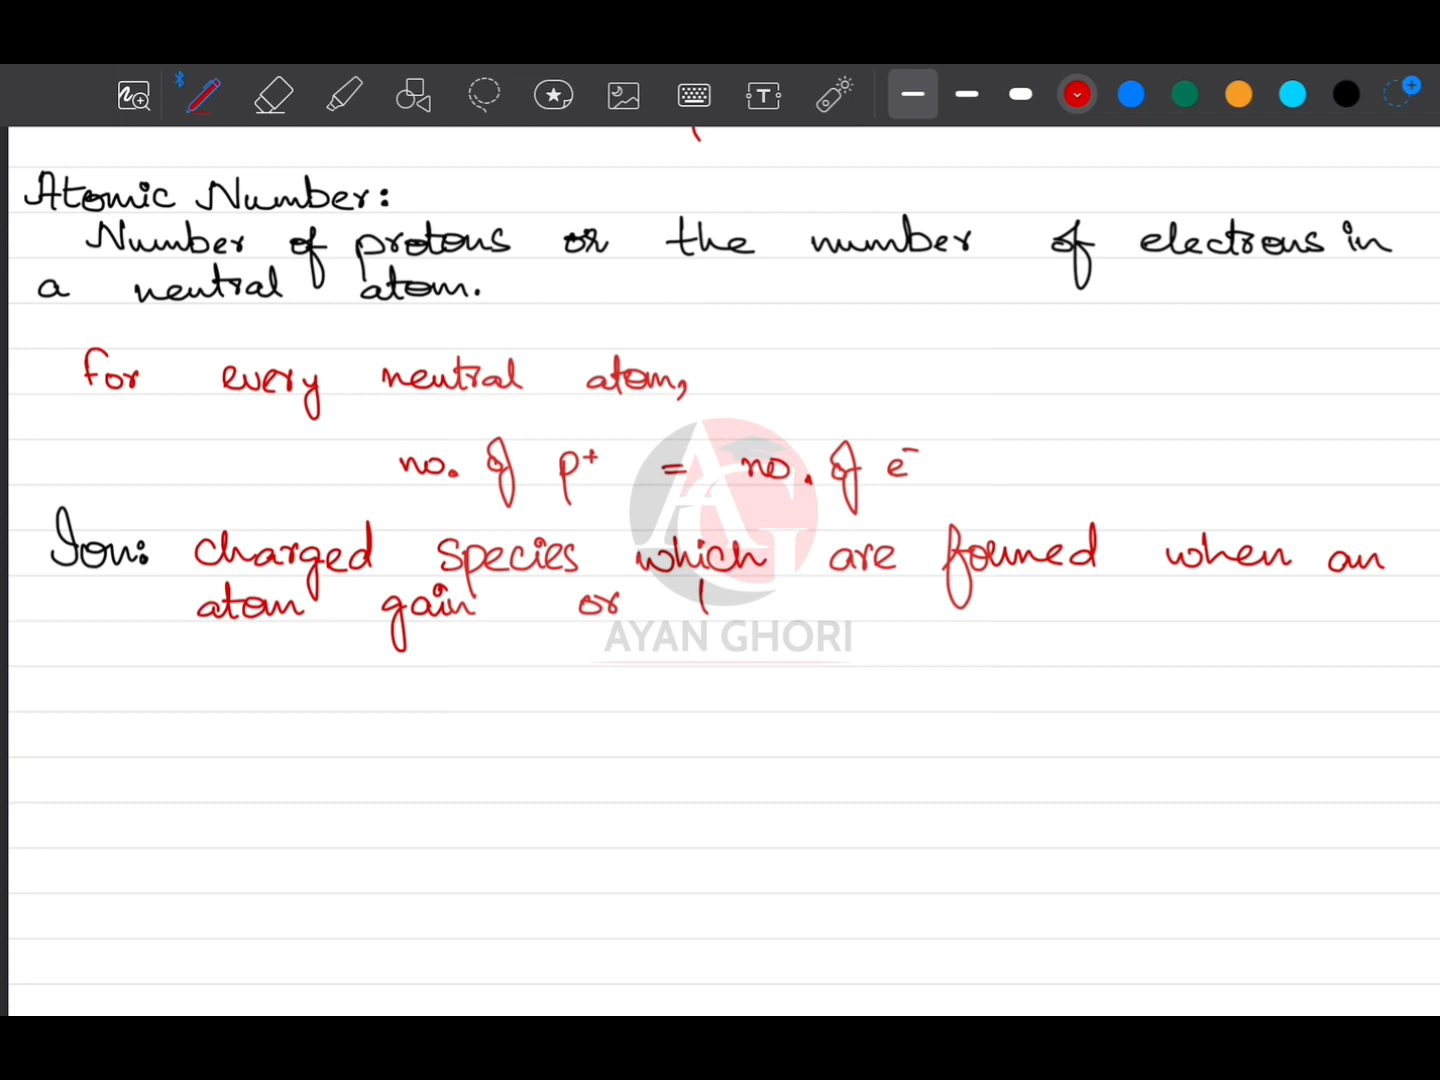 Atomic Number:
Number of protons or the number of electrons in
a neutral atom.
for every neutral atom,
no. of p⁺ = no. of e⁻
Ion: charged species which are formed when an
atom gain or l
AYAN GHORI